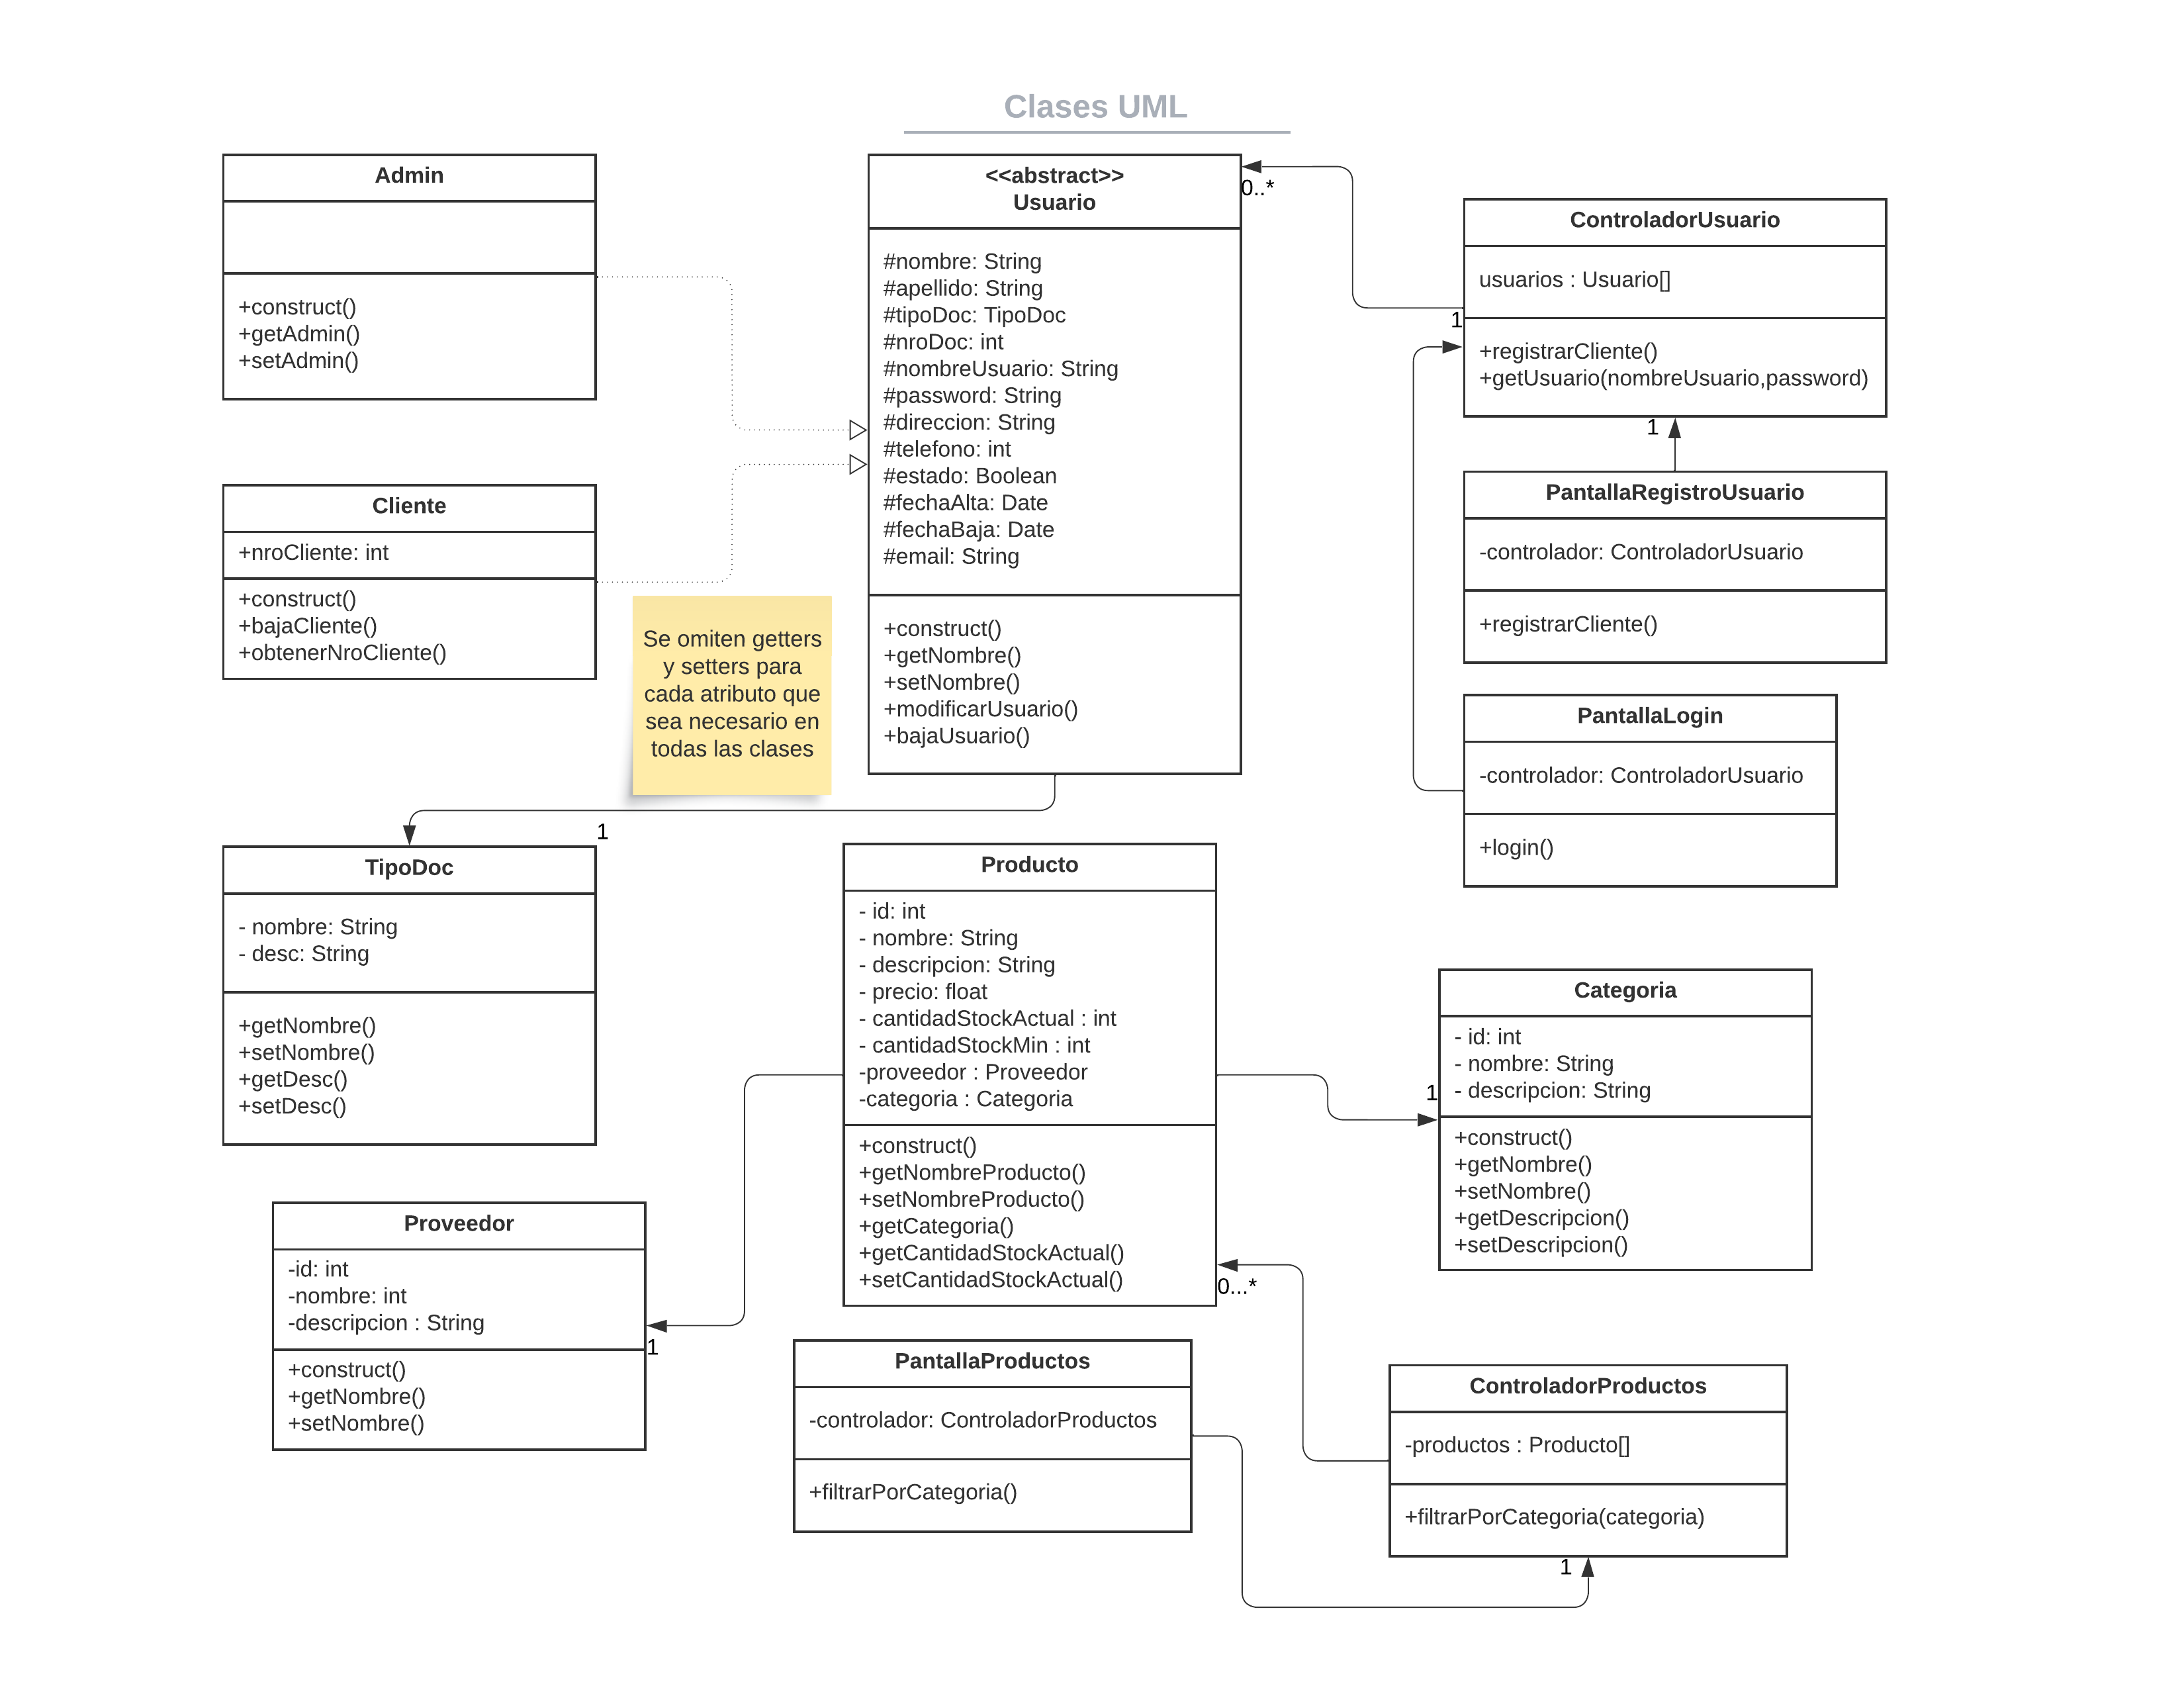 Clases UML
Admin
+construct()
+getAdmin()
+setAdmin()
<<abstract>>
Usuario
#nombre: String
#apellido: String
#tipoDoc: TipoDoc
#nroDoc: int
#nombreUsuario: String
#password: String
#direccion: String
#telefono: int
#estado: Boolean
#fechaAlta: Date
#fechaBaja: Date
#email: String
+construct()
+getNombre()
+setNombre()
+modificarUsuario()
+bajaUsuario()
0..*
ControladorUsuario
usuarios : Usuario[]
+registrarCliente()
+getUsuario(nombreUsuario,password)
1
1
Cliente
+nroCliente: int
+construct()
+bajaCliente()
+obtenerNroCliente()
Se omiten getters
y setters para
cada atributo que
sea necesario en
todas las clases
PantallaRegistroUsuario
-controlador: ControladorUsuario
+registrarCliente()
PantallaLogin
-controlador: ControladorUsuario
+login()
1
TipoDoc
- nombre: String
- desc: String
+getNombre()
+setNombre()
+getDesc()
+setDesc()
Producto
- id: int
- nombre: String
- descripcion: String
- precio: float
- cantidadStockActual : int
- cantidadStockMin : int
-proveedor : Proveedor
-categoria : Categoria
+construct()
+getNombreProducto()
+setNombreProducto()
+getCategoria()
+getCantidadStockActual()
+setCantidadStockActual()
0...*
1
Categoria
- id: int
- nombre: String
- descripcion: String
+construct()
+getNombre()
+setNombre()
+getDescripcion()
+setDescripcion()
Proveedor
-id: int
-nombre: int
-descripcion : String
+construct()
+getNombre()
+setNombre()
1
PantallaProductos
-controlador: ControladorProductos
+filtrarPorCategoria()
ControladorProductos
-productos : Producto[]
+filtrarPorCategoria(categoria)
1